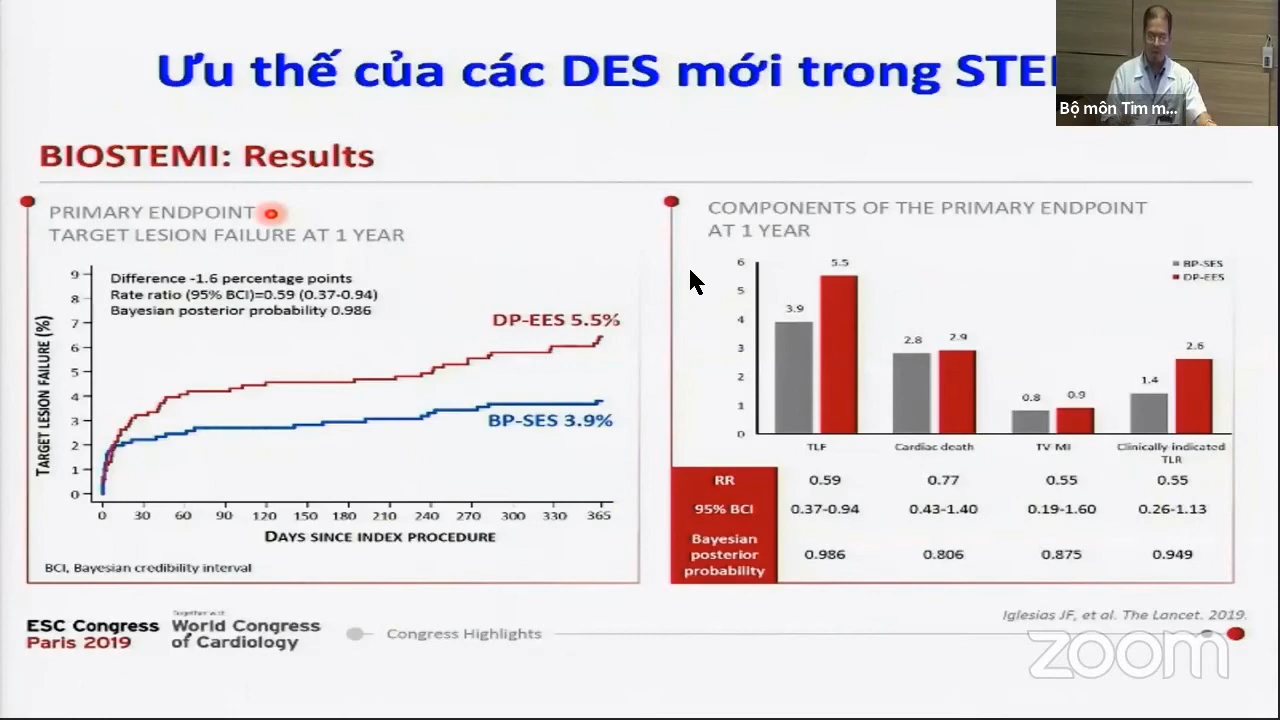 Ưu thế của các DES mới trong
Bộ môn Tim m...
BIOSTEMI: Results
PRIMARY ENDPOINT
TARGET LESION FAILURE AT 1 YEAR
Difference -1.6 percentage points
Rate ratio (95% BCI)=0.59 (0.37-0.94)
Bayesian posterior probability 0.986
DP-EES 5.5%
BP-SES 3.9%
TARGET LESION FAILURE (%)
9
8
7
6
5
4
3
2
1
0
0 30 60 90 120 150 180 210 240 270 300 330 365
DAYS SINCE INDEX PROCEDURE
BCI, Bayesian credibility interval
COMPONENTS OF THE PRIMARY ENDPOINT
AT 1 YEAR
BP-SES
DP-EES
6
5
4
3
2
1
0
3.9 5.5 2.8 2.9 0.8 0.9 1.4 2.6
TLF Cardiac death TV-MI Clinically-indicated
TLR
RR 0.59 0.77 0.55 0.55
95% BCI 0.37-0.94 0.43-1.40 0.19-1.60 0.26-1.13
Bayesian
posterior
probability
0.986 0.806 0.875 0.949
Iglesias JF, et al. The Lancet. 2019.
ESC Congress
Paris 2019
Together with
World Congress
of Cardiology
Congress Highlights
zoom